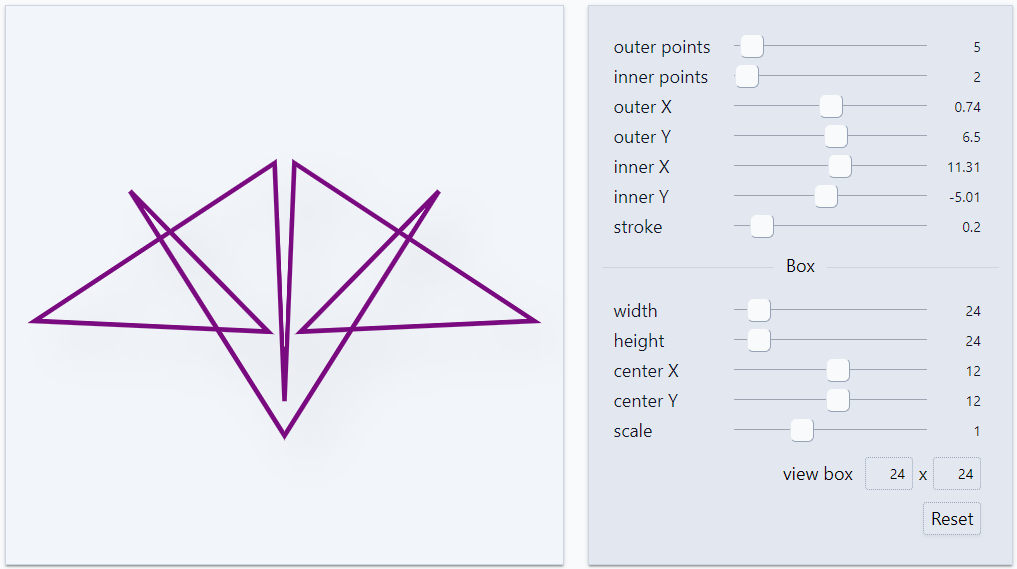 outer points 5
inner points 2
outer X 0.74
outer Y 6.5
inner X 11.31
inner Y -5.01
stroke 0.2
Box
width 24
height 24
center X 12
center Y 12
scale 1
view box 24 x 24
Reset